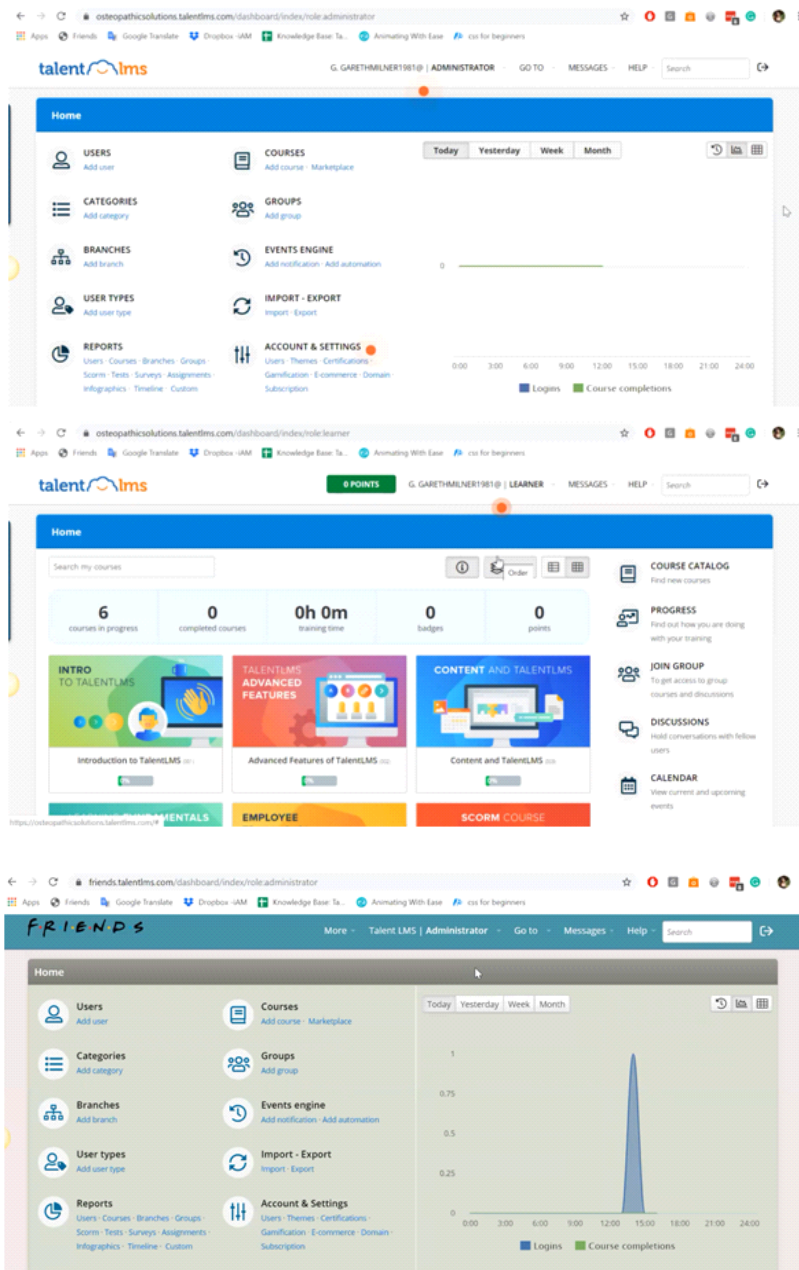 osteopathicsolutions.talentlms.com/dashboard/index/role:administrator
Apps Friends Google Translate Dropbox -IAM Knowledge Base: Ta... Animating With Ease css for beginners
talentlms G. GARETHMILNER1981@ | ADMINISTRATOR GO TO MESSAGES HELP Search
Home
USERS
Add user
COURSES
Add course · Marketplace
Today Yesterday Week Month
CATEGORIES
Add category
GROUPS
Add group
BRANCHES
Add branch
EVENTS ENGINE
Add notification · Add automation
0
USER TYPES
Add user type
IMPORT - EXPORT
Import · Export
REPORTS
Users · Courses · Branches · Groups ·
Scorm · Tests · Surveys · Assignments ·
Infographics · Timeline · Custom
ACCOUNT & SETTINGS
Users · Themes · Certifications ·
Gamification · E-commerce · Domain ·
Subscription
0:00 3:00 6:00 9:00 12:00 15:00 18:00 21:00 24:00
Logins Course completions
osteopathicsolutions.talentlms.com/dashboard/index/role:learner
Apps Friends Google Translate Dropbox -IAM Knowledge Base: Ta... Animating With Ease css for beginners
talentlms 0 POINTS G. GARETHMILNER1981@ | LEARNER MESSAGES HELP Search
Home
Search my courses
Order
6 0 0h 0m 0 0
courses in progress completed courses training time badges points
COURSE CATALOG
Find new courses
PROGRESS
Find out how you are doing
with your training
JOIN GROUP
To get access to group
courses and discussions
DISCUSSIONS
Hold conversations with fellow
users
CALENDAR
View current and upcoming
events
INTRO
TO TALENTLMS
TALENTLMS
ADVANCED
FEATURES
CONTENT AND TALENTLMS
Introduction to TalentLMS
Advanced Features of TalentLMS
Content and TalentLMS
0% 0% 0%
EMPLOYEE
SCORM COURSE
https://osteopathicsolutions.talentlms.com/#
friends.talentlms.com/dashboard/index/role:administrator
Apps Friends Google Translate Dropbox -IAM Knowledge Base: Ta... Animating With Ease css for beginners
F·R·I·E·N·D·S More Talent LMS | Administrator Go to Messages Help Search
Home
Users
Add user
Courses
Add course · Marketplace
Today Yesterday Week Month
Categories
Add category
Groups
Add group
Branches
Add branch
Events engine
Add notification · Add automation
User types
Add user type
Import - Export
Import · Export
Reports
Users · Courses · Branches · Groups ·
Scorm · Tests · Surveys · Assignments ·
Infographics · Timeline · Custom
Account & Settings
Users · Themes · Certifications ·
Gamification · E-commerce · Domain ·
Subscription
1
0.75
0.5
0.25
0
0:00 3:00 6:00 9:00 12:00 15:00 18:00 21:00 24:00
Logins Course completions